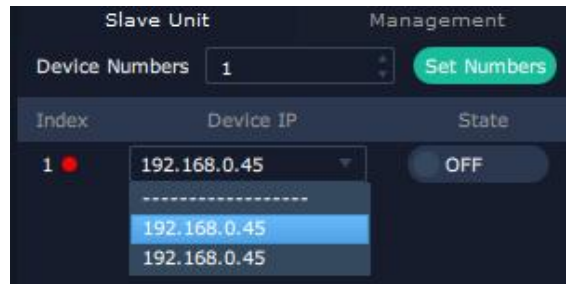 Slave Unit Management
Device Numbers 1 Set Numbers
Index Device IP State
1 192.168.0.45 OFF
------------------
192.168.0.45
192.168.0.45